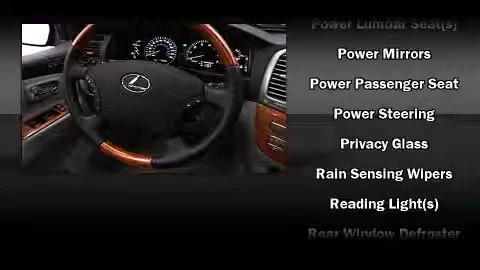 Power Lumbar Seat(s)
Power Mirrors
Power Passenger Seat
Power Steering
Privacy Glass
Rain Sensing Wipers
Reading Light(s)
Rear Window Defroster